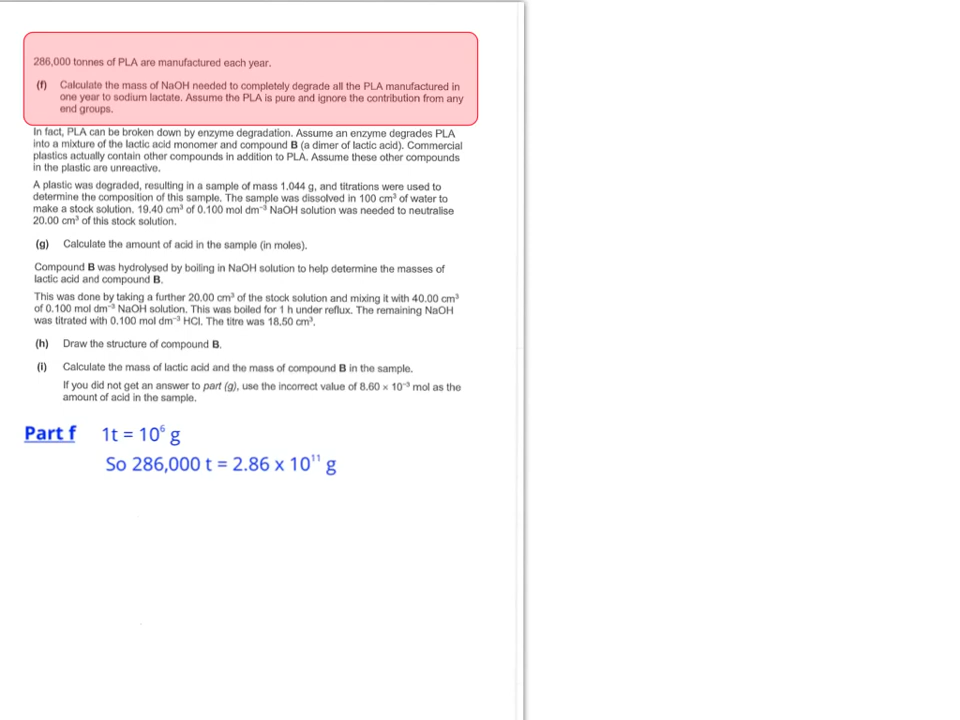 286,000 tonnes of PLA are manufactured each year.
(f) Calculate the mass of NaOH needed to completely degrade all the PLA manufactured in
one year to sodium lactate. Assume the PLA is pure and ignore the contribution from any
end groups.
In fact, PLA can be broken down by enzyme degradation. Assume an enzyme degrades PLA
into a mixture of the lactic acid monomer and compound B (a dimer of lactic acid). Commercial
plastics actually contain other compounds in addition to PLA. Assume these other compounds
in the plastic are unreactive.
A plastic was degraded, resulting in a sample of mass 1.044 g, and titrations were used to
determine the composition of this sample. The sample was dissolved in 100 cm³ of water to
make a stock solution. 19.40 cm³ of 0.100 mol dm⁻³ NaOH solution was needed to neutralise
20.00 cm³ of this stock solution.
(g) Calculate the amount of acid in the sample (in moles).
Compound B was hydrolysed by boiling in NaOH solution to help determine the masses of
lactic acid and compound B.
This was done by taking a further 20.00 cm³ of the stock solution and mixing it with 40.00 cm³
of 0.100 mol dm⁻³ NaOH solution. This was boiled for 1 h under reflux. The remaining NaOH
was titrated with 0.100 mol dm⁻³ HCl. The titre was 18.50 cm³.
(h) Draw the structure of compound B.
(i) Calculate the mass of lactic acid and the mass of compound B in the sample.
If you did not get an answer to part (g), use the incorrect value of 8.60 × 10⁻³ mol as the
amount of acid in the sample.
Part f 1t = 10⁶ g
So 286,000 t = 2.86 x 10¹¹ g